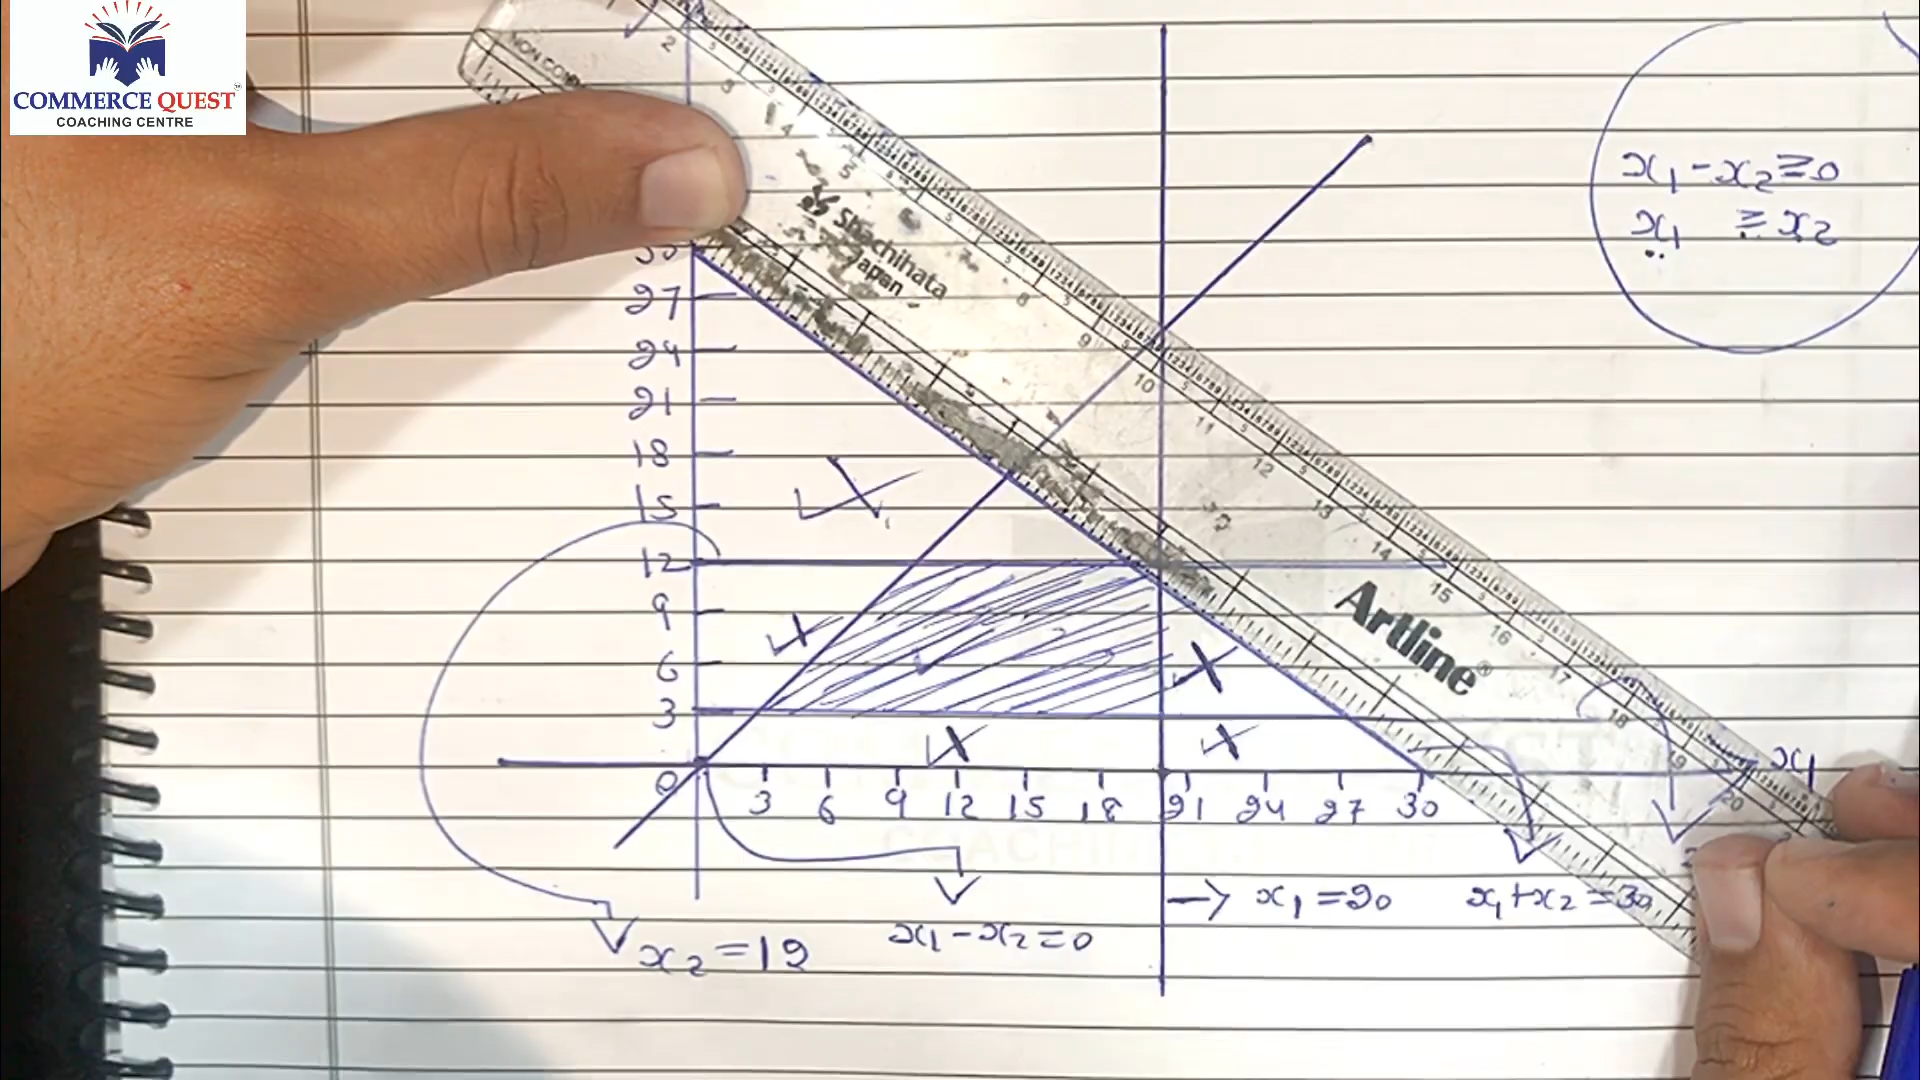 COMMERCE QUEST
COACHING CENTRE
x₁ - x₂ ≥ 0
x₁ ≥ x₂
Shachihata
Japan
Artline®
27
24
21
18
15
12
9
6
3
0
3 6 9 12 15 18 21 24 27 30
x₁
→ x₁ = 20
x₁ + x₂ = 30
x₁ - x₂ = 0
x₂ = 12